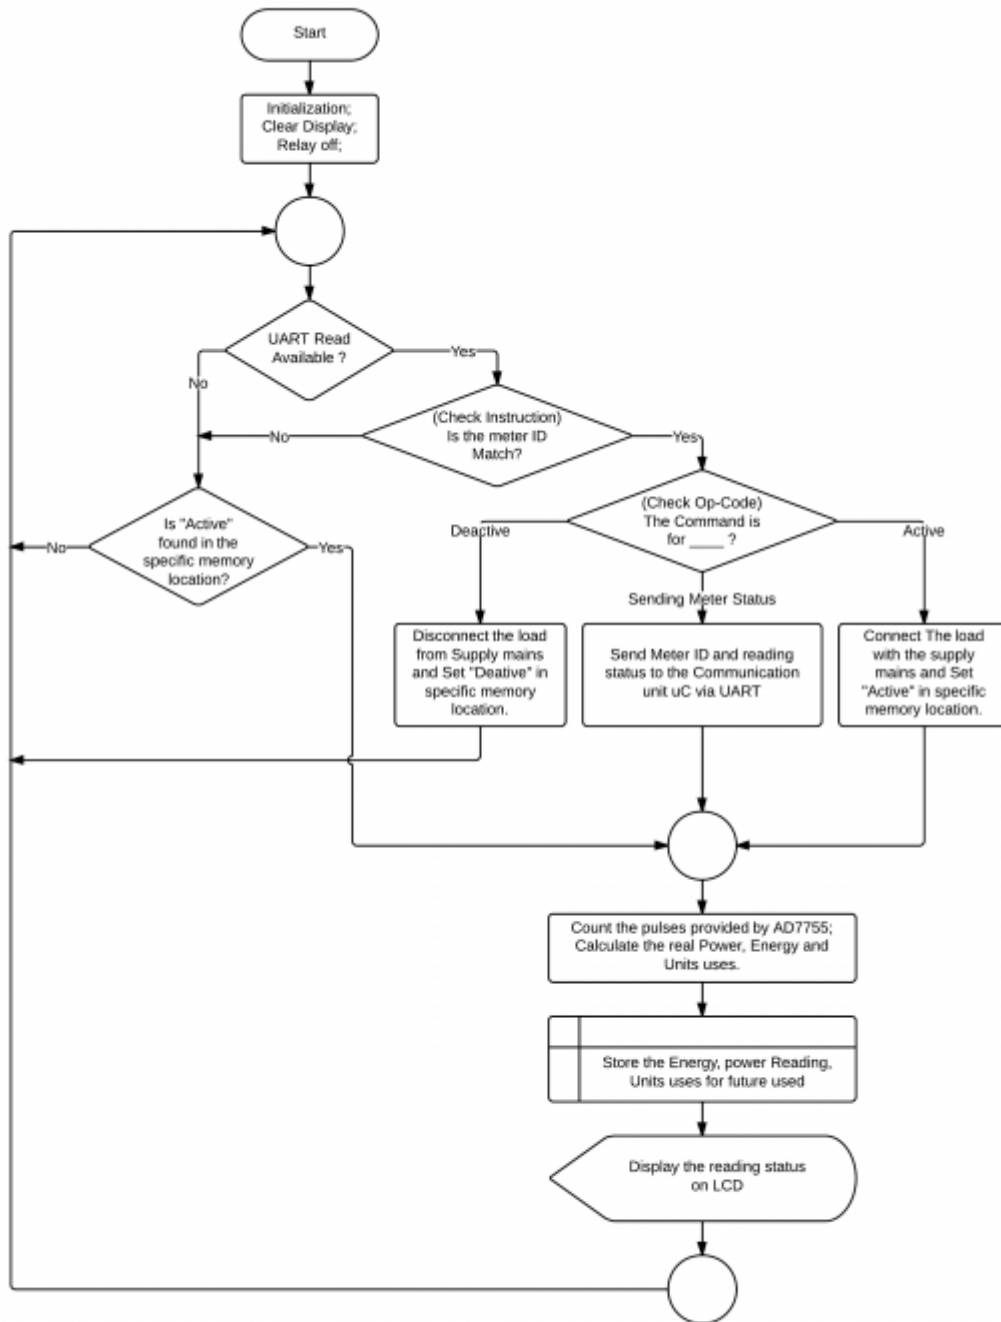 Start
Initialization;
Clear Display;
Relay off;
UART Read
Available ?
Yes
No
(Check Instruction)
Is the meter ID
Match?
No
Yes
(Check Op-Code)
The Command is
for ____ ?
Deactive
Active
Is "Active"
found in the
specific memory
location?
No
Yes
Sending Meter Status
Disconnect the load
from Supply mains
and Set "Deative" in
specific memory
location.
Send Meter ID and reading
status to the Communication
unit uC via UART
Connect The load
with the supply
mains and Set
"Active" in specific
memory location.
Count the pulses provided by AD7755;
Calculate the real Power, Energy and
Units uses.
Store the Energy, power Reading,
Units uses for future used
Display the reading status
on LCD